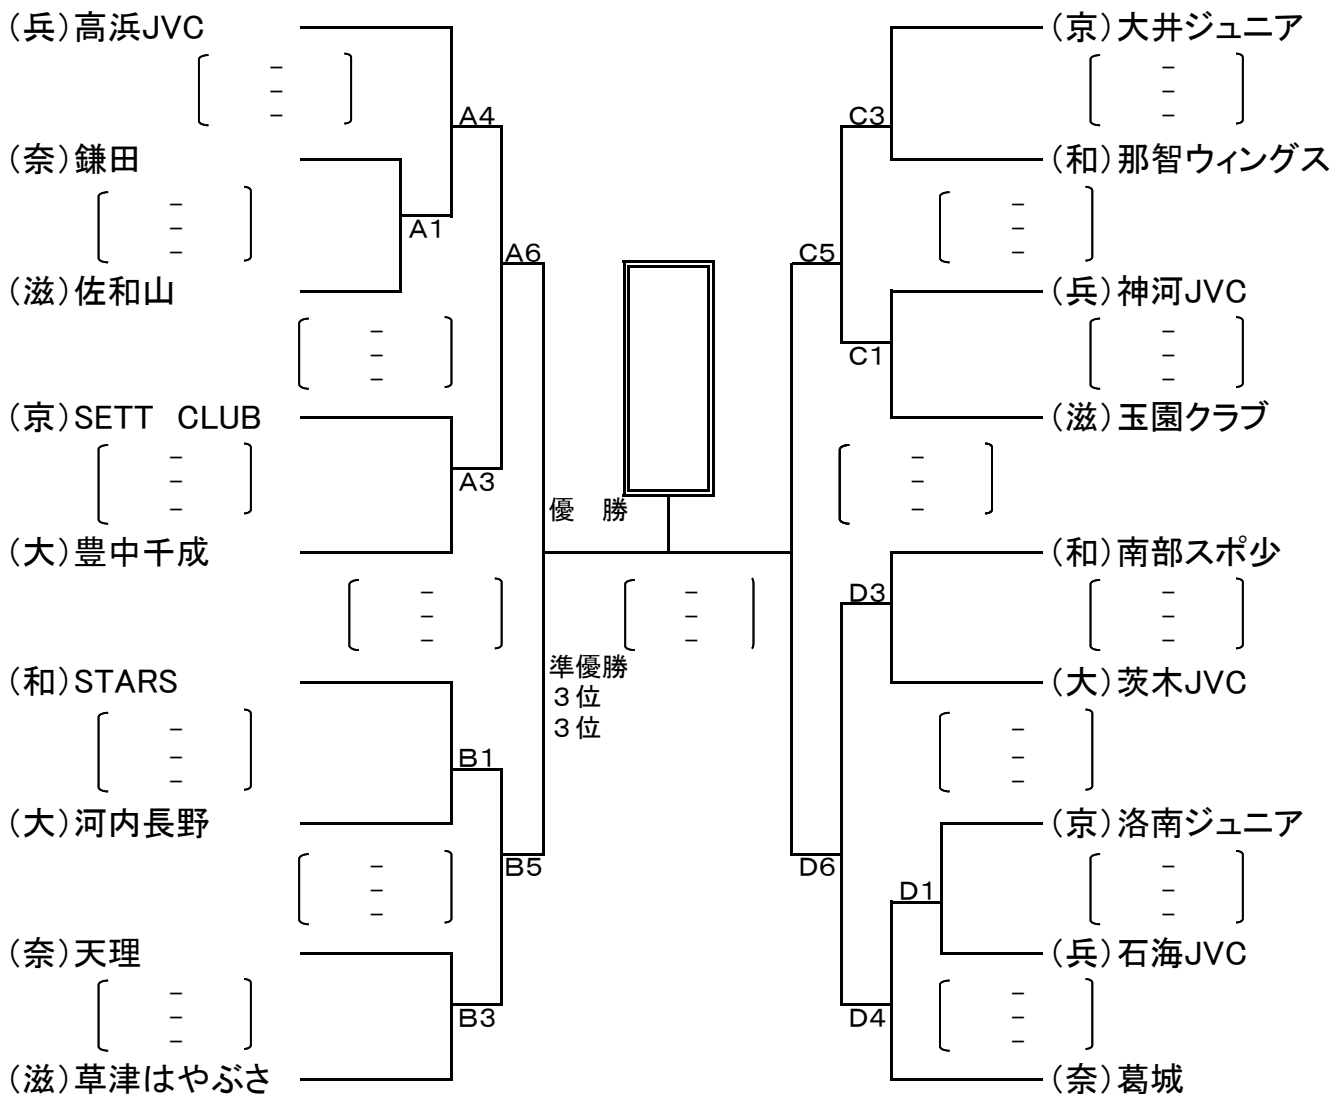 （兵）高浜JVC
－
－
－
A4
（奈）鎌田
－
－
－
A1
（滋）佐和山
A6
－
－
－
（京）SETT　CLUB
－
－
－
A3
（大）豊中千成
－
－
－
（和）STARS
－
－
－
B1
（大）河内長野
B5
－
－
－
（奈）天理
－
－
－
B3
（滋）草津はやぶさ
優　勝
－
－
－
準優勝
３位
３位
（京）大井ジュニア
－
－
－
C3
（和）那智ウィングス
－
－
－
C5
（兵）神河JVC
－
－
－
C1
（滋）玉園クラブ
－
－
－
（和）南部スポ少
－
－
－
D3
（大）茨木JVC
－
－
－
D6
（京）洛南ジュニア
－
－
－
D1
（兵）石海JVC
－
－
－
D4
（奈）葛城